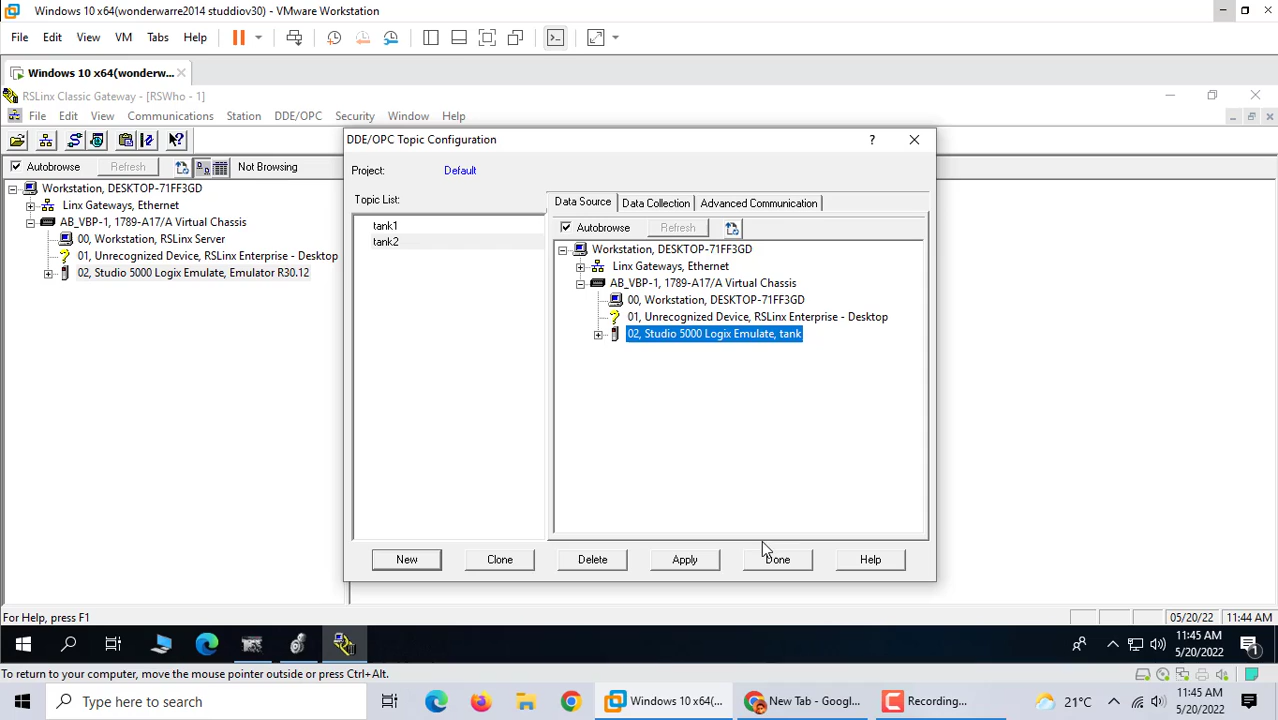 Windows 10 x64(wonderwarre2014 studdiov30) - VMware Workstation
File Edit View VM Tabs Help
Windows 10 x64(wonderw...
RSLinx Classic Gateway - [RSWho - 1]
File Edit View Communications Station DDE/OPC Security Window Help
Autobrowse Refresh Not Browsing
Workstation, DESKTOP-71FF3GD
Linx Gateways, Ethernet
AB_VBP-1, 1789-A17/A Virtual Chassis
00, Workstation, RSLinx Server
01, Unrecognized Device, RSLinx Enterprise - Desktop
02, Studio 5000 Logix Emulate, Emulator R30.12
DDE/OPC Topic Configuration
Project: Default
Topic List:
tank1
tank2
Data Source Data Collection Advanced Communication
Autobrowse Refresh
Workstation, DESKTOP-71FF3GD
Linx Gateways, Ethernet
AB_VBP-1, 1789-A17/A Virtual Chassis
00, Workstation, DESKTOP-71FF3GD
01, Unrecognized Device, RSLinx Enterprise - Desktop
02, Studio 5000 Logix Emulate, tank
New Clone Delete Apply Done Help
For Help, press F1
05/20/22 11:44 AM
11:45 AM
5/20/2022
1
To return to your computer, move the mouse pointer outside or press Ctrl+Alt.
Type here to search
Windows 10 x64(w...
New Tab - Googl...
Recording...
21°C
11:45 AM
5/20/2022